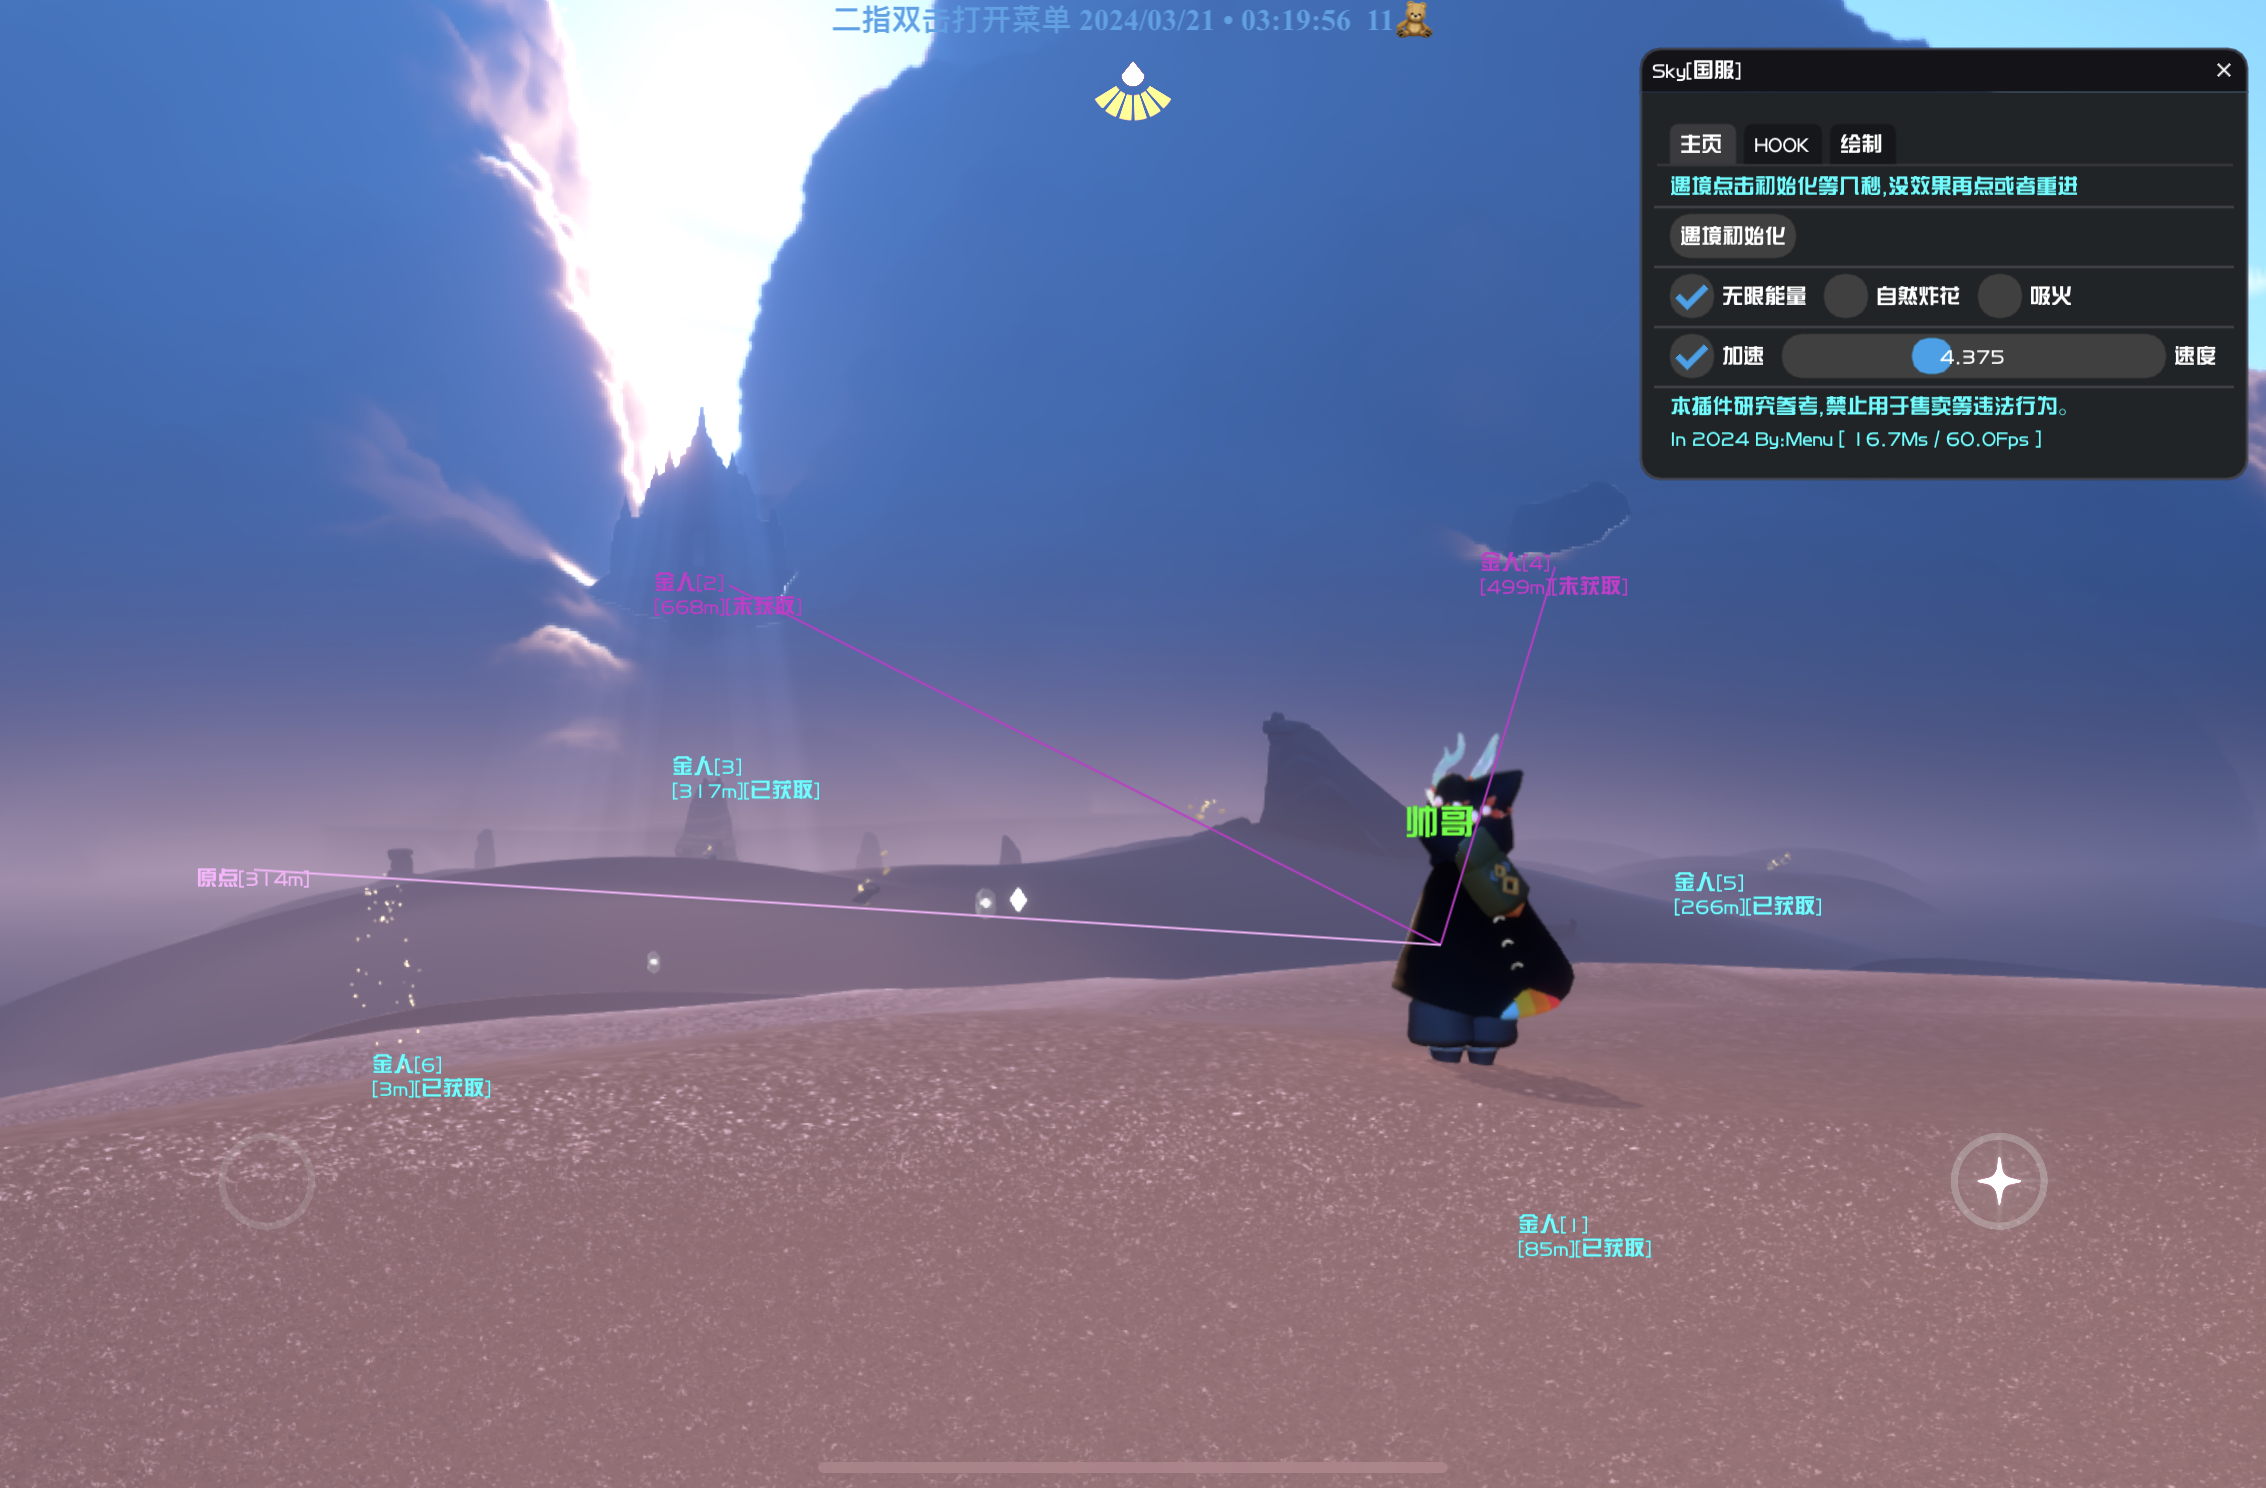 二指双击打开菜单 2024/03/21 • 03:19:56 11🧸
Sky[国服]
主页 HOOK 绘制
遇境点击初始化等几秒,没效果再点或者重进
遇境初始化
无限能量 自然炸花 吸火
加速 4.375 速度
本插件研究参考,禁止用于售卖等违法行为。
In 2024 By:Menu [ 16.7Ms / 60.0Fps ]
金人[2]
[668m][未获取]
金人[4]
[499m][未获取]
金人[3]
[317m][已获取]
帅哥
原点[314m]
金人[5]
[266m][已获取]
金人[6]
[3m][已获取]
金人[1]
[85m][已获取]